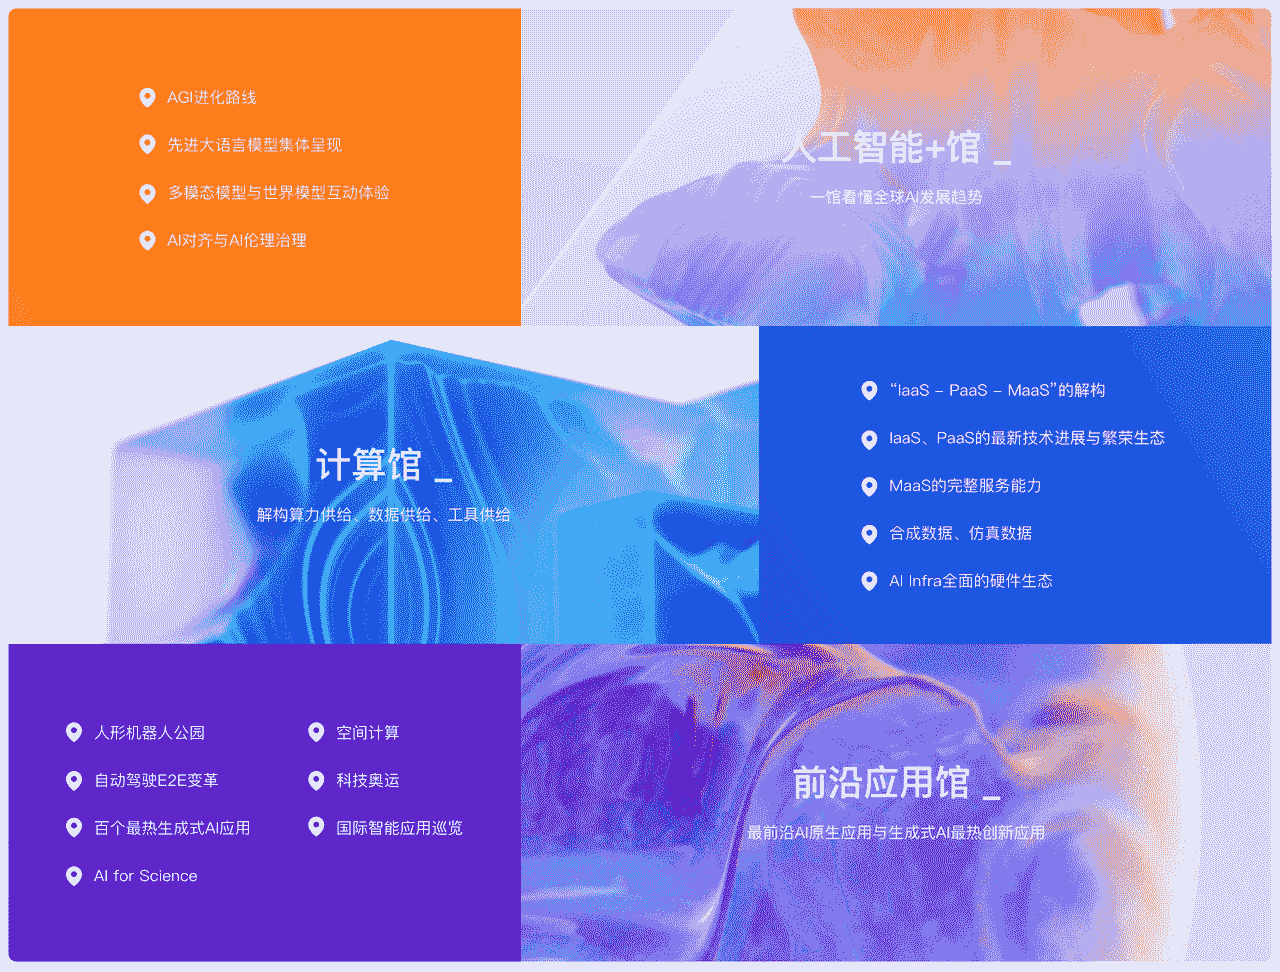 AGI进化路线
先进大语言模型集体呈现
多模态模型与世界模型互动体验
AI对齐与AI伦理治理
人工智能+馆 _
一馆看懂全球AI发展趋势
计算馆 _
解构算力供给、数据供给、工具供给
“IaaS – PaaS – MaaS”的解构
IaaS、PaaS的最新技术进展与繁荣生态
MaaS的完整服务能力
合成数据、仿真数据
AI Infra全面的硬件生态
人形机器人公园
自动驾驶E2E变革
百个最热生成式AI应用
AI for Science
空间计算
科技奥运
国际智能应用巡览
前沿应用馆 _
最前沿AI原生应用与生成式AI最热创新应用